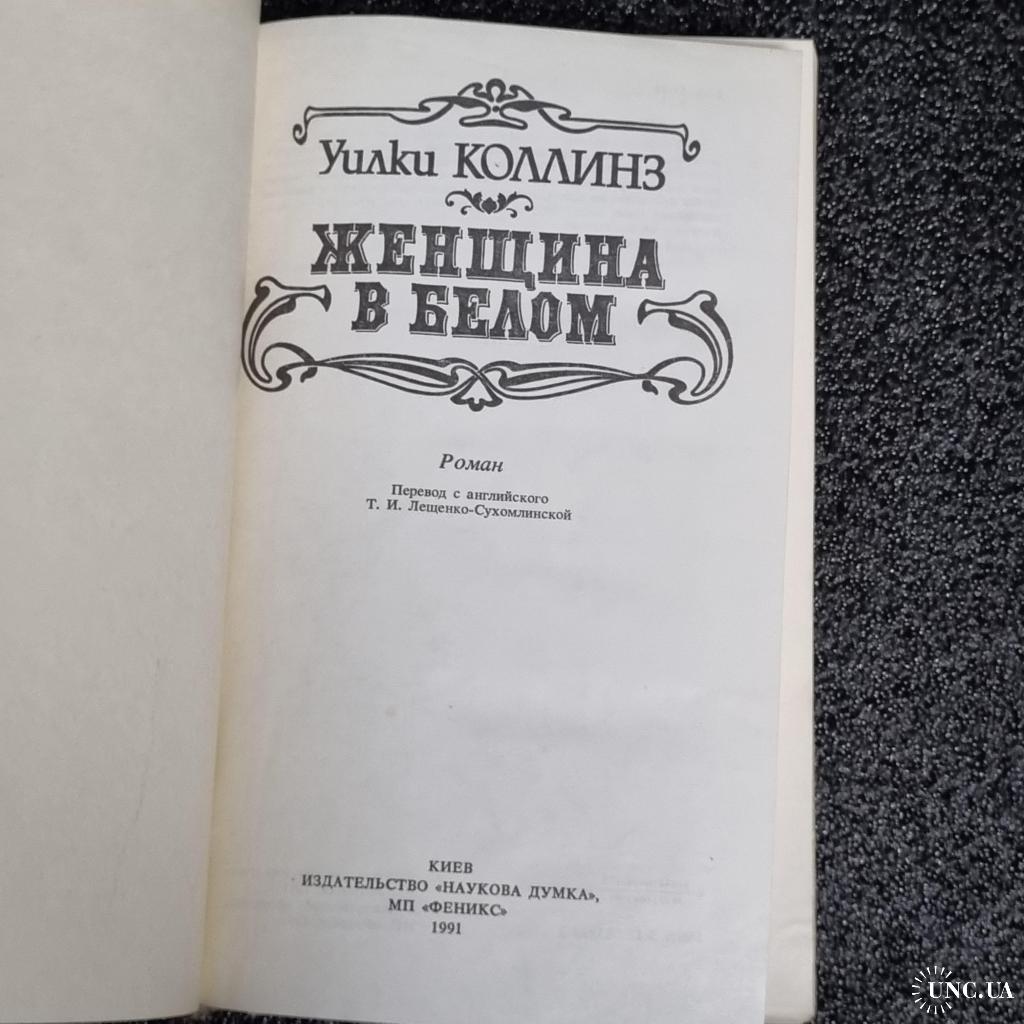 Уилки КОЛЛИНЗ
ЖЕНЩИНА
В БЕЛОМ
Роман
Перевод с английского
Т. И. Лещенко-Сухомлинской
КИЕВ
ИЗДАТЕЛЬСТВО «НАУКОВА ДУМКА»,
МП «ФЕНИКС»
1991
UNC.UA